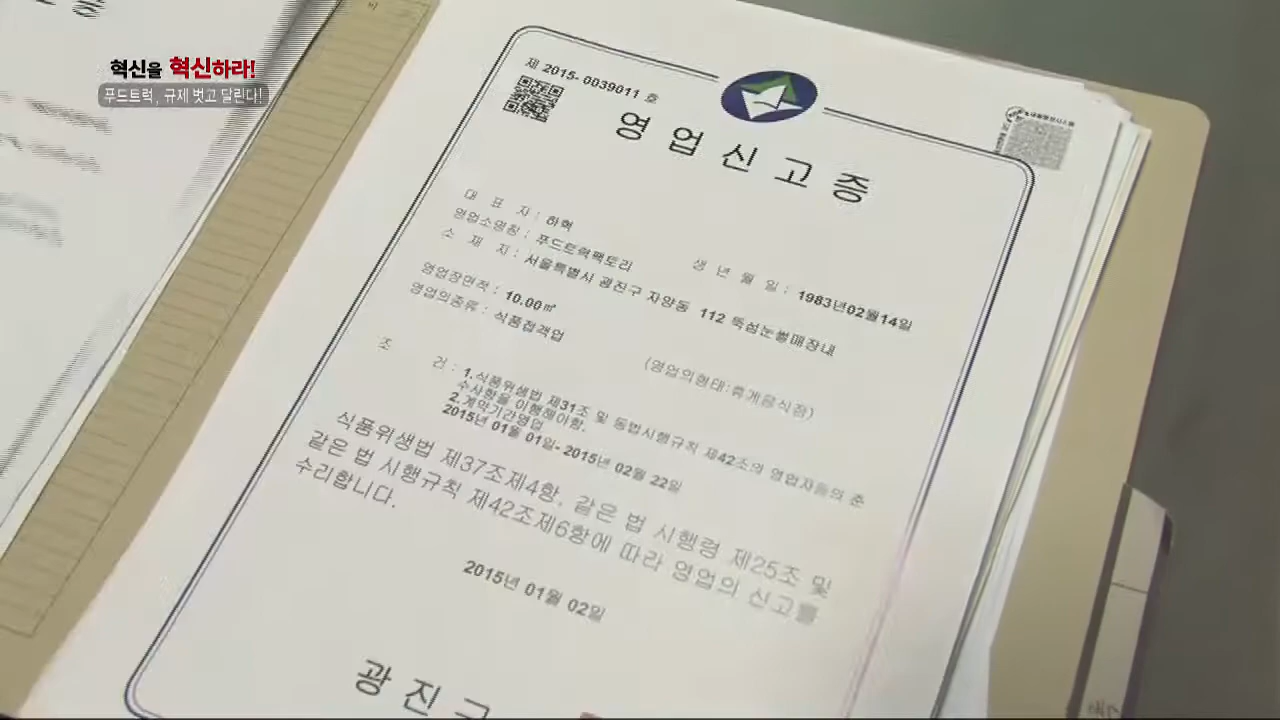 혁신을 혁신하라!
푸드트럭, 규제 벗고 달린다!
제 2015- 0039011 호
영업신고증
대표자 : 하혁
영업소명칭 : 푸드트럭팩토리
생년월일 : 1983년02월14일
소재지 : 서울특별시 광진구 자양동 112 뚝섬눈썰매장내
영업장면적 : 10.00㎡
영업의종류 : 식품접객업
(영업의형태:휴게음식점)
조건 : 1.식품위생법 제31조 및 동법시행규칙 제42조의 영업자등의 준
수사항을 이행해야함.
2.계약기간영업
2015년 01월 01일- 2015년 02월 22일
식품위생법 제37조제4항, 같은 법 시행령 제25조 및
같은 법 시행규칙 제42조제6항에 따라 영업의 신고를
수리합니다.
2015년 01월 02일
광진구